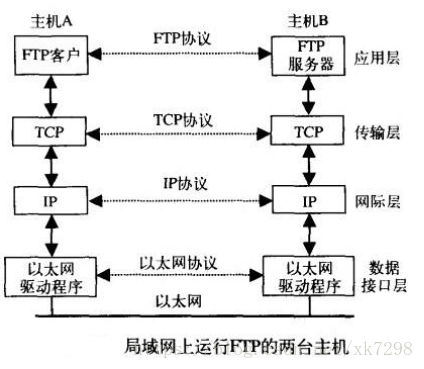 主机A 主机B
FTP客户 FTP协议 FTP
服务器 应用层
TCP TCP协议 TCP 传输层
IP IP协议 IP 网际层
以太网
驱动程序 以太网协议 以太网
驱动程序 数据
接口层
以太网
局域网上运行FTP的两台主机